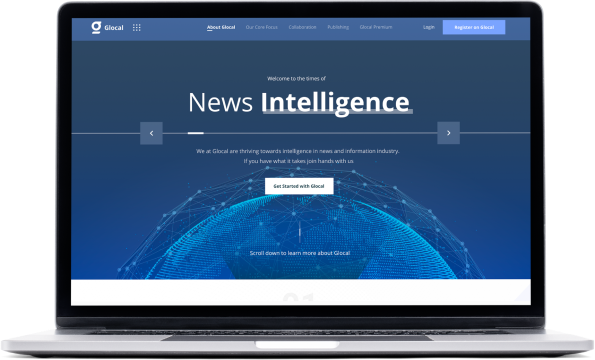 Glocal
About Glocal Our Core Focus Collaboration Publishing Glocal Premium Login Register on Glocal
Welcome to the times of
News Intelligence
We at Glocal are thriving towards intelligence in news and information industry.
If you have what it takes join hands with us
Get Started with Glocal
Scroll down to learn more about Glocal